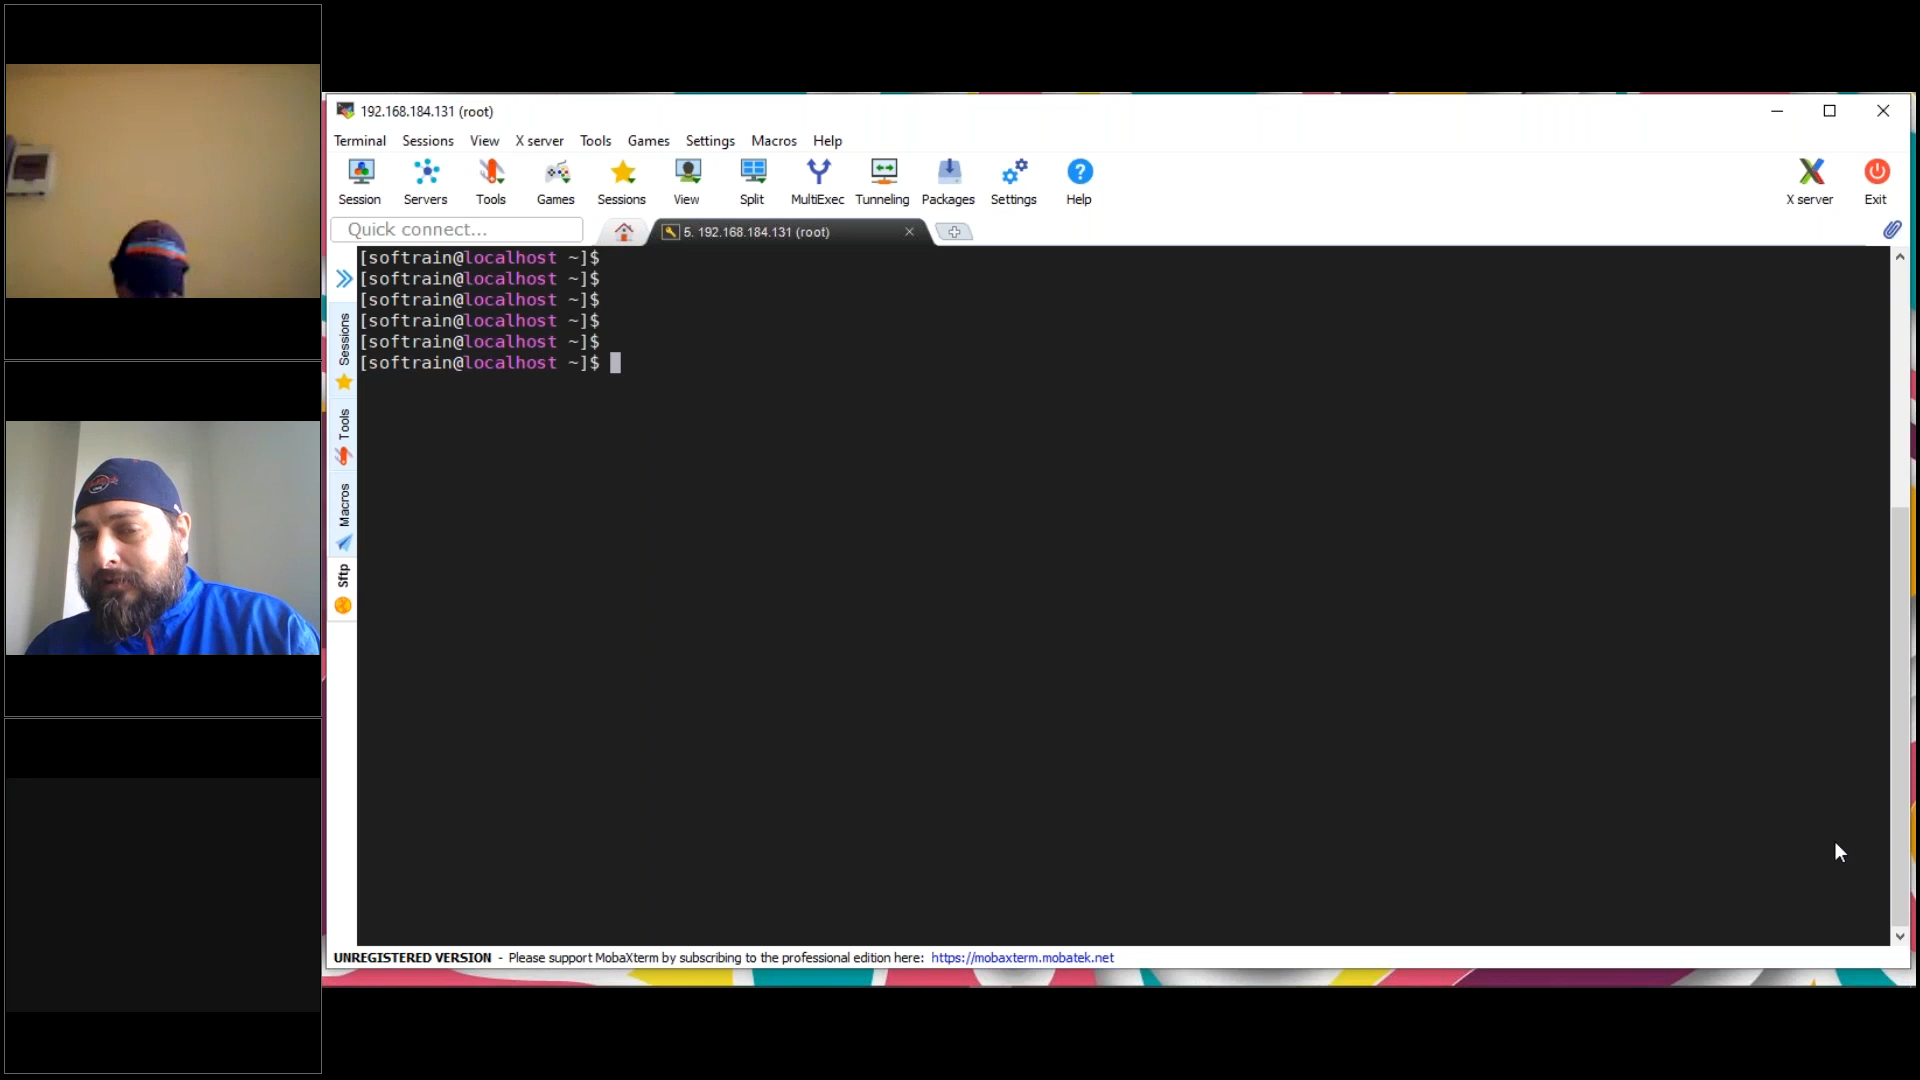 192.168.184.131 (root)
Terminal Sessions View X server Tools Games Settings Macros Help
Session Servers Tools Games Sessions View Split MultiExec Tunneling Packages Settings Help X server Exit
Quick connect... 5. 192.168.184.131 (root)
[softrain@localhost ~]$
[softrain@localhost ~]$
[softrain@localhost ~]$
[softrain@localhost ~]$
[softrain@localhost ~]$
[softrain@localhost ~]$
Sessions
Tools
Macros
Sftp
UNREGISTERED VERSION - Please support MobaXterm by subscribing to the professional edition here: https://mobaxterm.mobatek.net